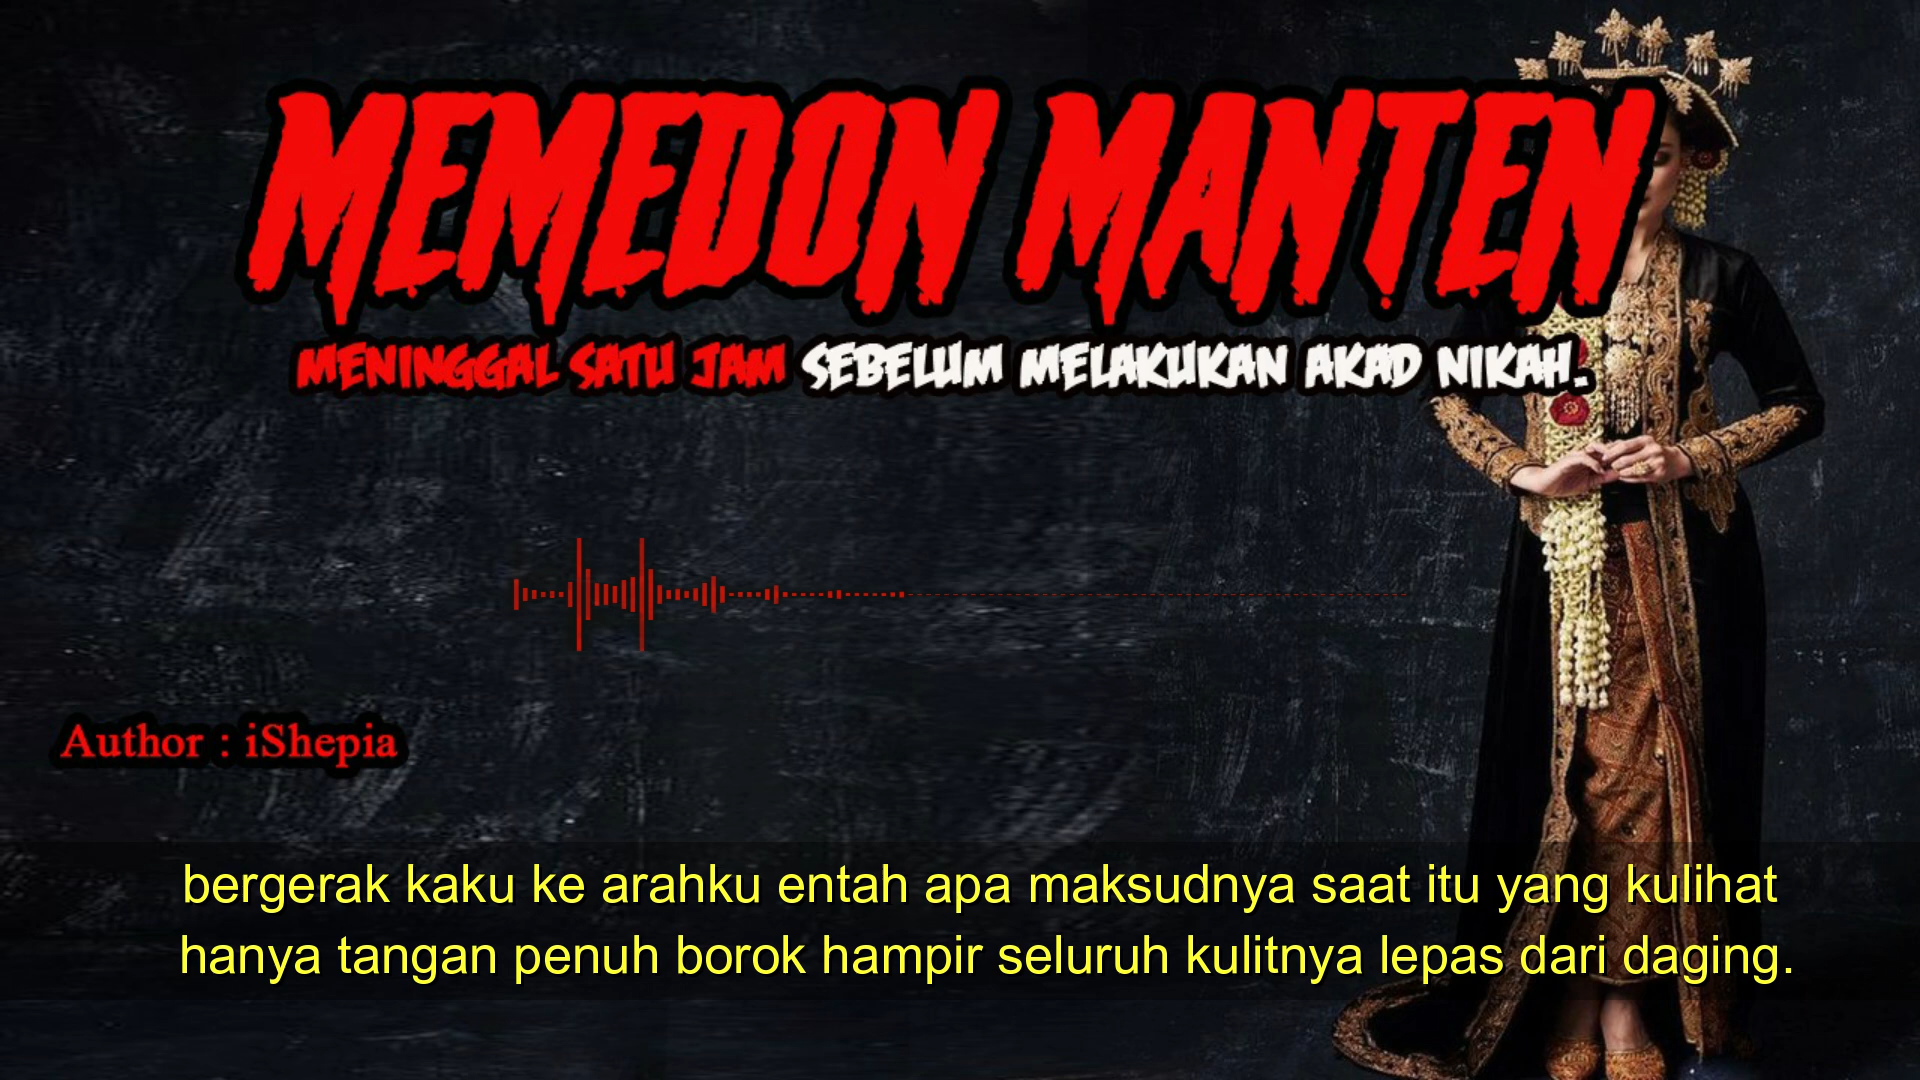 MEMEDON MANTEN
MENINGGAL SATU JAM SEBELUM MELAKUKAN AKAD NIKAH.
Author : iShepia
bergerak kaku ke arahku entah apa maksudnya saat itu yang kulihat
hanya tangan penuh borok hampir seluruh kulitnya lepas dari daging.